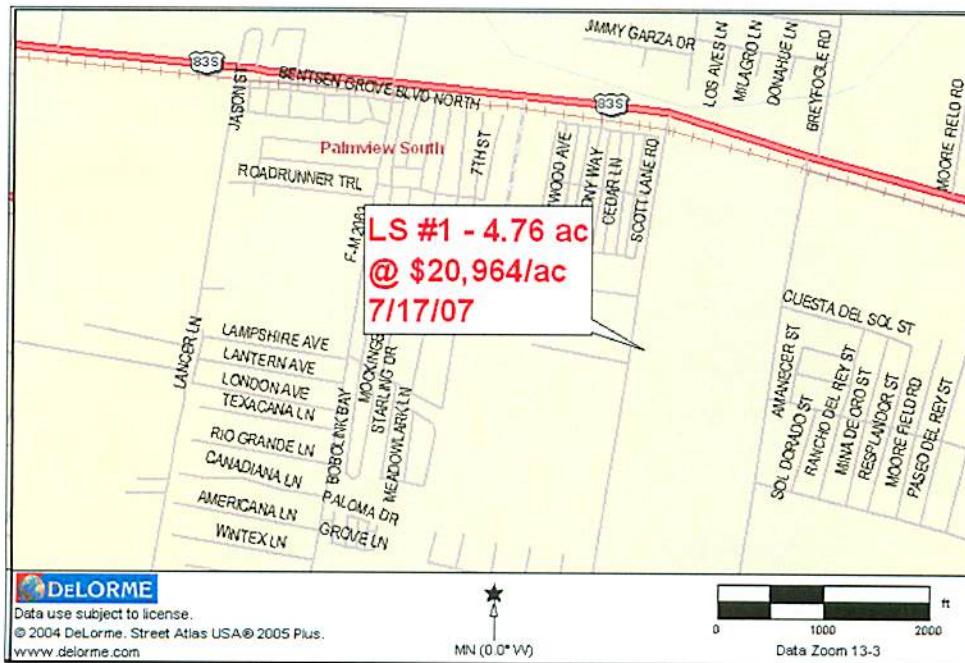 JIMMY GARZA DR
LOS AVES LN
MILAGRO LN
DONAHUE LN
BREYFOGLE RD
MOORE FIELD RD
83S
BENTSEN GROVE BLVD NORTH
83S
JASON ST
Palmview South
7TH ST
ROADRUNNER TRL
F-M 2061
TWOOD AVE
ONY WAY
CEDAR LN
SCOTT LANE RD
LS #1 - 4.76 ac
@ $20,964/ac
7/17/07
CUESTA DEL SOL ST
LANCER LN
LAMPSHIRE AVE
LANTERN AVE
LONDON AVE
TEXACANA LN
RIO GRANDE LN
CANADIANA LN
AMERICANA LN
WINTEX LN
BOBOLINK BAY
MOCKINGB
STARLING DR
MEADOWLARK LN
PALOMA DR
GROVE LN
AMANECER ST
SOL DORADO ST
RANCHO DEL REY ST
MINA DE ORO ST
RESPLANDOR ST
MOORE FIELD RD
PASEO DEL REY ST
DELORME
Data use subject to license.
© 2004 DeLorme. Street Atlas USA® 2005 Plus.
www.delorme.com
MN (0.0° W)
ft
0 1000 2000
Data Zoom 13-3